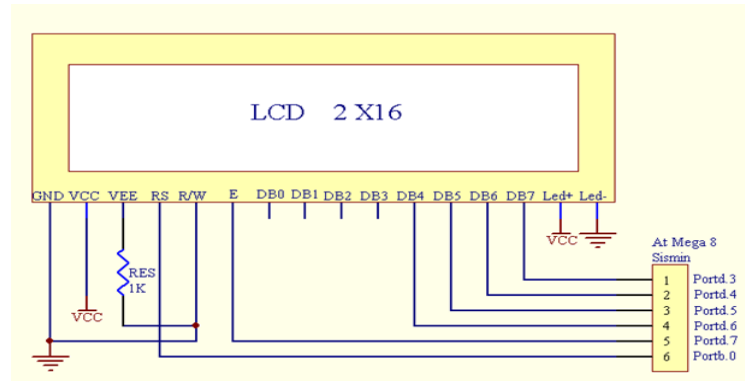 LCD 2 X16
GND VCC VEE RS R/W E DB0 DB1 DB2 DB3 DB4 DB5 DB6 DB7 Led+ Led-
VCC
At Mega 8
Sismin
RES
1K
VCC
1 Portd.3
2 Portd.4
3 Portd.5
4 Portd.6
5 Portd.7
6 Portb.0